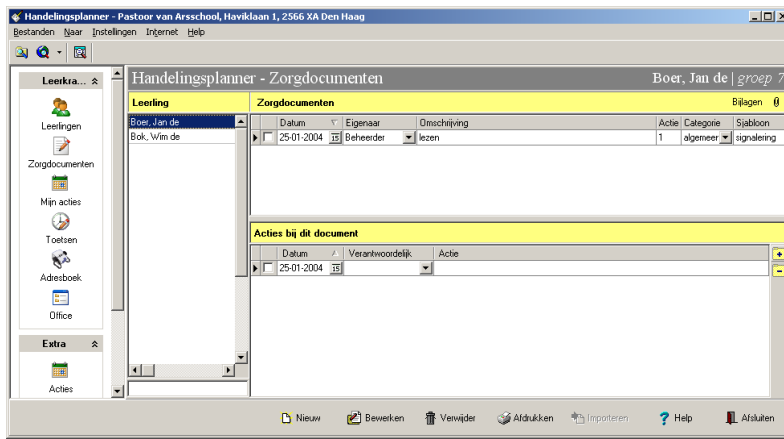 Handelingsplanner - Pastoor van Arsschool, Haviklaan 1, 2566 XA Den Haag
Bestanden Naar Instellingen Internet Help
Leerkra...
Leerlingen
Zorgdocumenten
Mijn acties
Toetsen
Adresboek
Office
Extra
Acties
Handelingsplanner - Zorgdocumenten Boer, Jan de | groep 7
Leerling
Boer, Jan de
Bok, Wim de
Zorgdocumenten Bijlagen
Datum Eigenaar Omschrijving Actie Categorie Sjabloon
25-01-2004 15 Beheerder lezen 1 algemeer signalering
Acties bij dit document
Datum Verantwoordelijk Actie
25-01-2004 15
Nieuw Bewerken Verwijder Afdrukken Importeren Help Afsluiten